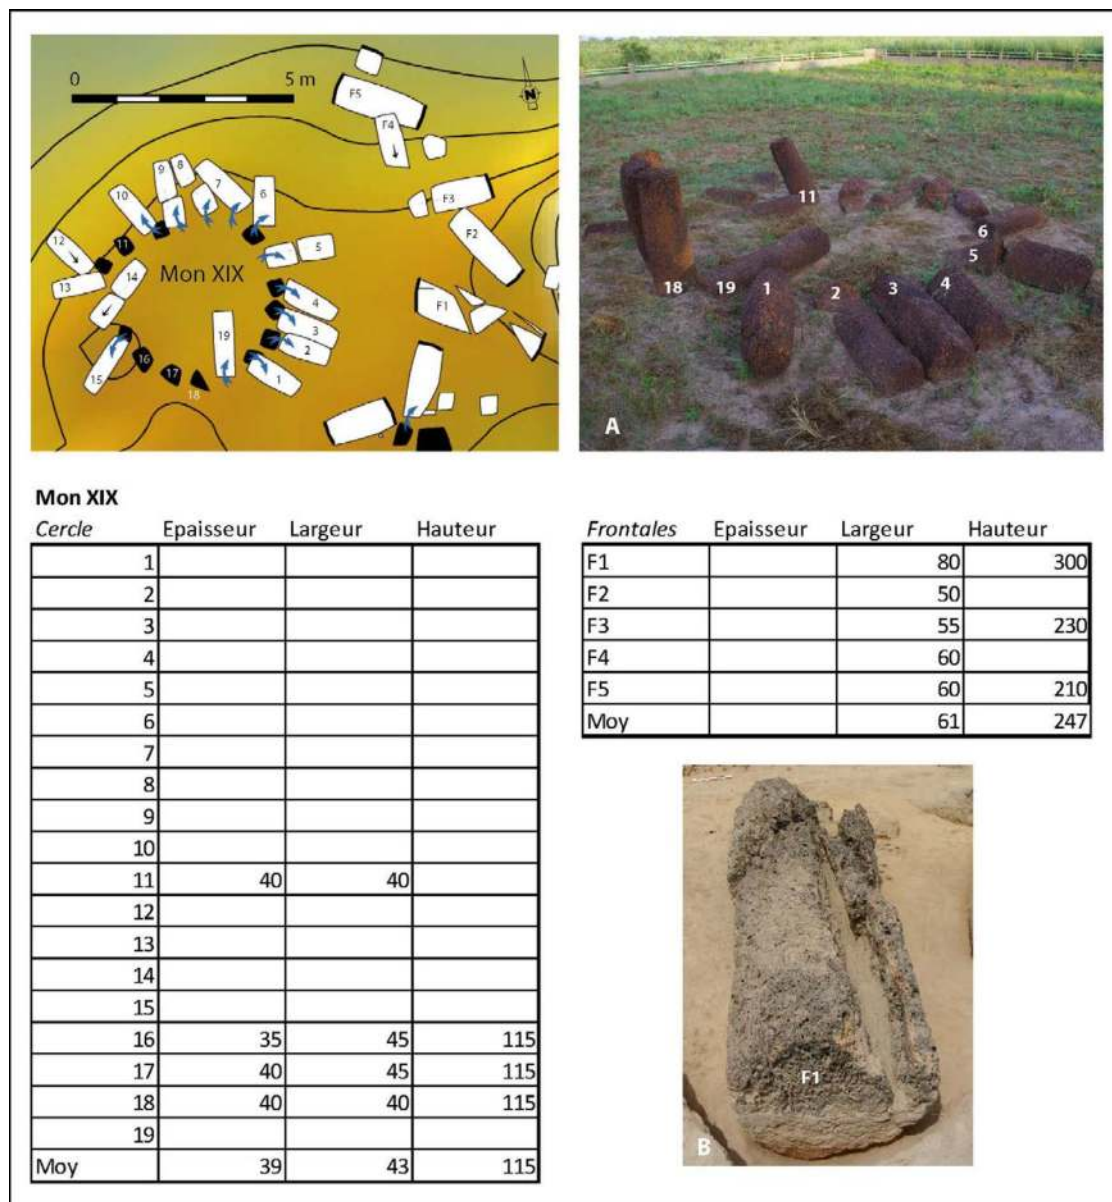 0 5 m
N
F5
F4
F3
F2
F1
9 8
7
10
6
11
12
5
Mon XIX
13
14
4
3
19
2
16
15
17
1
18
11
6
5
18 19 1 2 3 4
A
Mon XIX
Cercle Epaisseur Largeur Hauteur
1
2
3
4
5
6
7
8
9
10
11 40 40
12
13
14
15
16 35 45 115
17 40 45 115
18 40 40 115
19
Moy 39 43 115
Frontales Epaisseur Largeur Hauteur
F1 80 300
F2 50
F3 55 230
F4 60
F5 60 210
Moy 61 247
F1
B